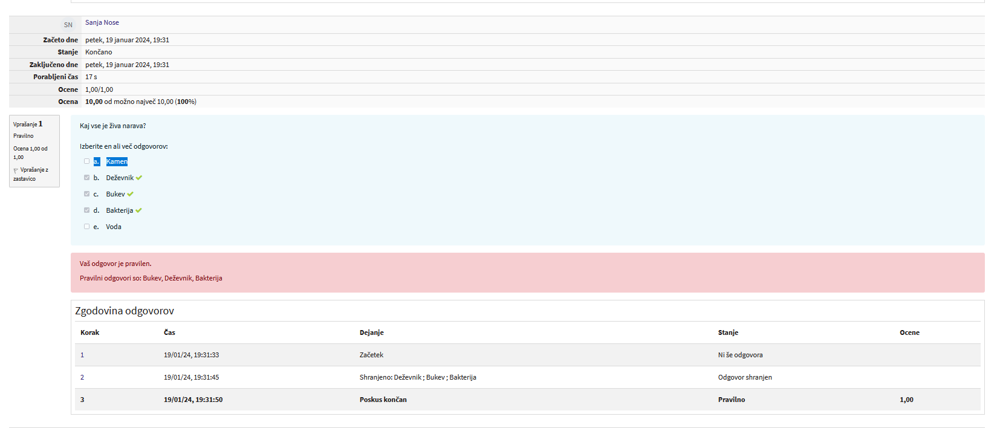 SN Sanja Nose
Začeto dne petek, 19 januar 2024, 19:31
Stanje Končano
Zaključeno dne petek, 19 januar 2024, 19:31
Porabljeni čas 17 s
Ocene 1,00/1,00
Ocena 10,00 od možno največ 10,00 (100%)
Vprašanje 1
Pravilno
Ocena 1,00 od
1,00
Vprašanje z
zastavico
Kaj vse je živa narava?
Izberite en ali več odgovorov:
a. Kamen
b. Deževnik
c. Bukev
d. Bakterija
e. Voda
Vaš odgovor je pravilen.
Pravilni odgovori so: Bukev, Deževnik, Bakterija
Zgodovina odgovorov
Korak Čas Dejanje Stanje Ocene
1 19/01/24, 19:31:33 Začetek Ni še odgovora
2 19/01/24, 19:31:45 Shranjeno: Deževnik ; Bukev ; Bakterija Odgovor shranjen
3 19/01/24, 19:31:50 Poskus končan Pravilno 1,00